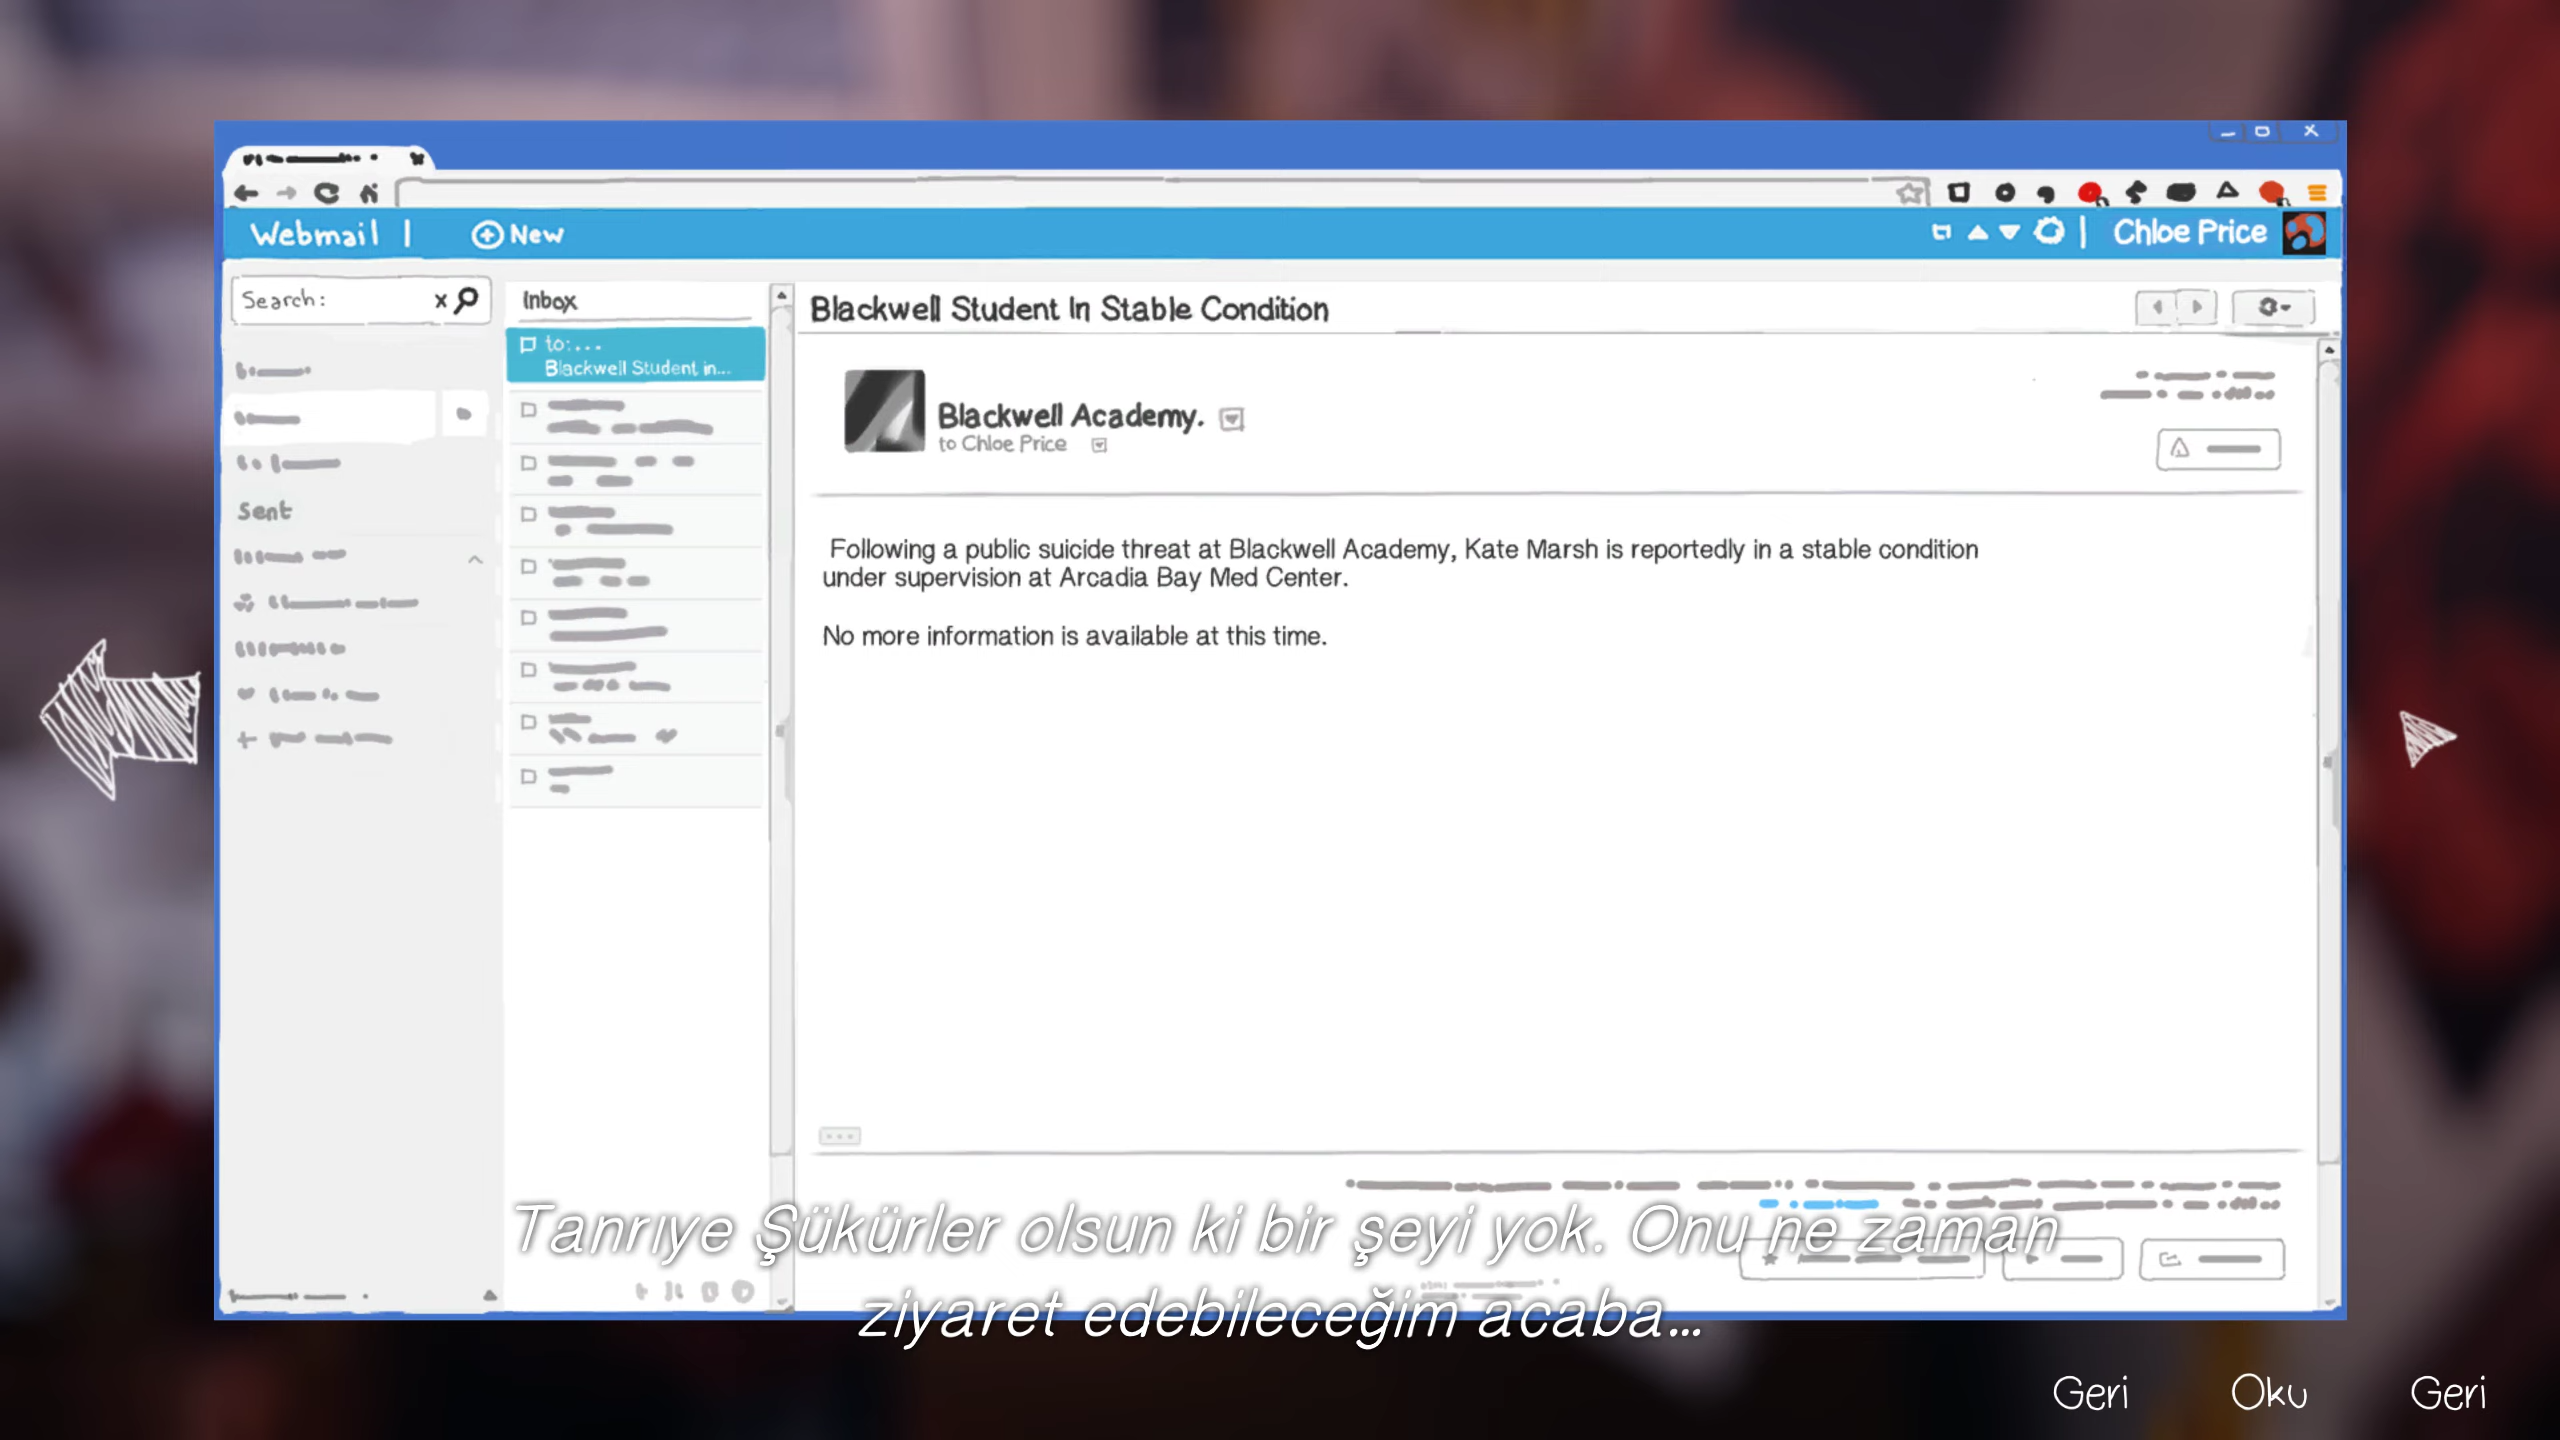 Webmail | New
Chloe Price
Search:
Inbox
Blackwell Student In Stable Condition
to:...
Blackwell Student in...
Blackwell Academy.
to Chloe Price
Sent
Following a public suicide threat at Blackwell Academy, Kate Marsh is reportedly in a stable condition
under supervision at Arcadia Bay Med Center.
No more information is available at this time.
Tanrıye Şükürler olsun ki bir şeyi yok. Onu ne zaman
ziyaret edebileceğim acaba...
Geri Oku Geri